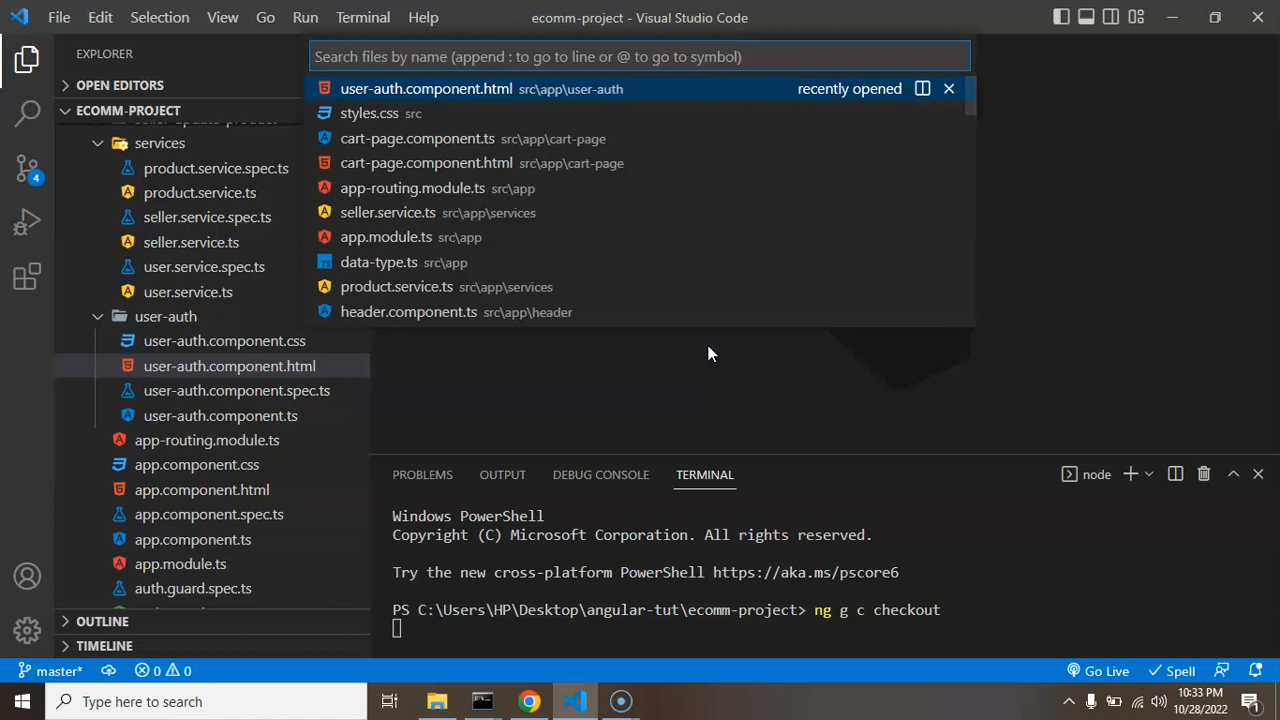 File Edit Selection View Go Run Terminal Help
ecomm-project - Visual Studio Code
EXPLORER
OPEN EDITORS
ECOMM-PROJECT
services
product.service.spec.ts
product.service.ts
seller.service.spec.ts
seller.service.ts
user.service.spec.ts
user.service.ts
user-auth
user-auth.component.css
user-auth.component.html
user-auth.component.spec.ts
user-auth.component.ts
app-routing.module.ts
app.component.css
app.component.html
app.component.spec.ts
app.component.ts
app.module.ts
auth.guard.spec.ts
OUTLINE
TIMELINE
4
Search files by name (append : to go to line or @ to go to symbol)
user-auth.component.html src\app\user-auth recently opened
styles.css src
cart-page.component.ts src\app\cart-page
cart-page.component.html src\app\cart-page
app-routing.module.ts src\app
seller.service.ts src\app\services
app.module.ts src\app
data-type.ts src\app
product.service.ts src\app\services
header.component.ts src\app\header
PROBLEMS OUTPUT DEBUG CONSOLE TERMINAL
node
Windows PowerShell
Copyright (C) Microsoft Corporation. All rights reserved.
Try the new cross-platform PowerShell https://aka.ms/pscore6
PS C:\Users\HP\Desktop\angular-tut\ecomm-project> ng g c checkout
master* 0 0
Go Live Spell
Type here to search
10:33 PM
10/28/2022
1